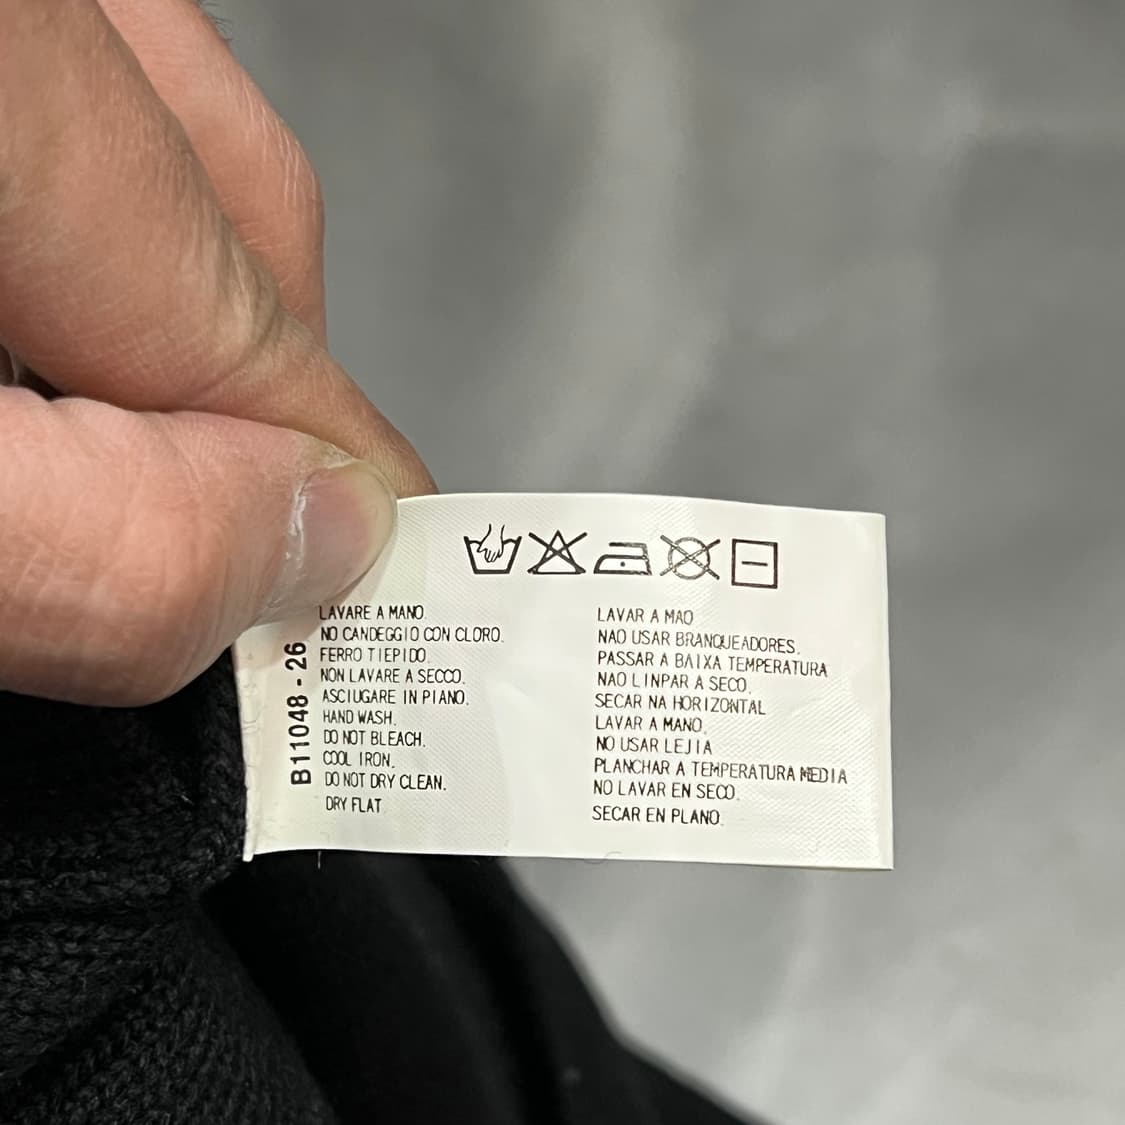 LAVARE A MANO.
NO CANDEGGIO CON CLORO.
FERRO TIEPIDO.
NON LAVARE A SECCO.
ASCIUGARE IN PIANO.
HAND WASH.
DO NOT BLEACH.
COOL IRON.
DO NOT DRY CLEAN.
DRY FLAT
B11048 - 26
LAVAR A MAO
NAO USAR BRANQUEADORES.
PASSAR A BAIXA TEMPERATURA
NAO LINPAR A SECO.
SECAR NA HORIZONTAL
LAVAR A MANO.
NO USAR LEJIA
PLANCHAR A TEMPERATURA MEDIA
NO LAVAR EN SECO.
SECAR EN PLANO.